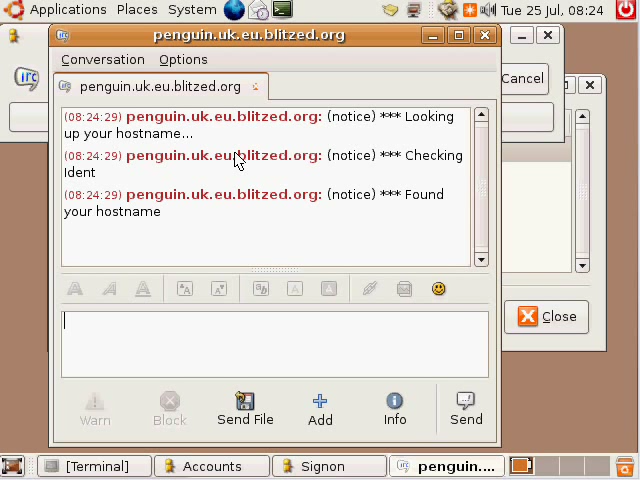 Applications Places System Tue 25 Jul, 08:24
penguin.uk.eu.blitzed.org
Conversation Options
Cancel
penguin.uk.eu.blitzed.org
(08:24:29) penguin.uk.eu.blitzed.org: (notice) *** Looking
up your hostname...
(08:24:29) penguin.uk.eu.blitzed.org: (notice) *** Checking
Ident
(08:24:29) penguin.uk.eu.blitzed.org: (notice) *** Found
your hostname
Close
Warn Block Send File Add Info Send
[Terminal] Accounts Signon penguin....